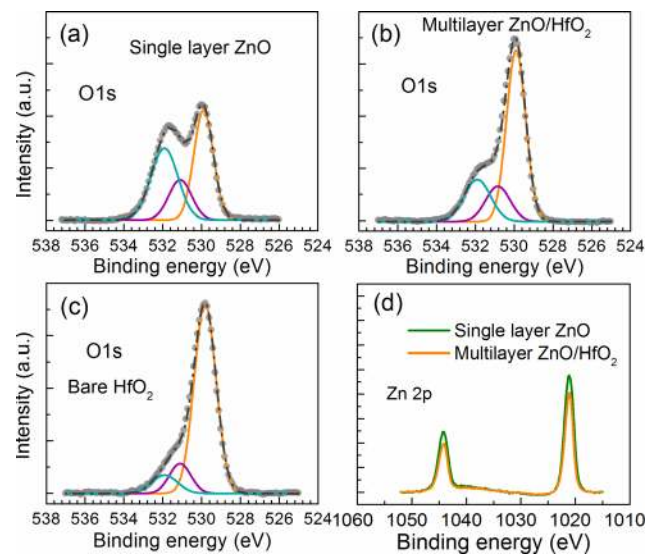 (a)
Single layer ZnO
O1s
Intensity (a.u.)
538 536 534 532 530 528 526 524
Binding energy (eV)
(b)
Multilayer ZnO/HfO₂
O1s
538 536 534 532 530 528 526 524
Binding energy (eV)
(c)
O1s
Bare HfO₂
Intensity (a.u.)
538 536 534 532 530 528 526 524
Binding energy (eV)
(d)
Single layer ZnO
Multilayer ZnO/HfO₂
Zn 2p
1060 1050 1040 1030 1020 1010
Binding energy (eV)